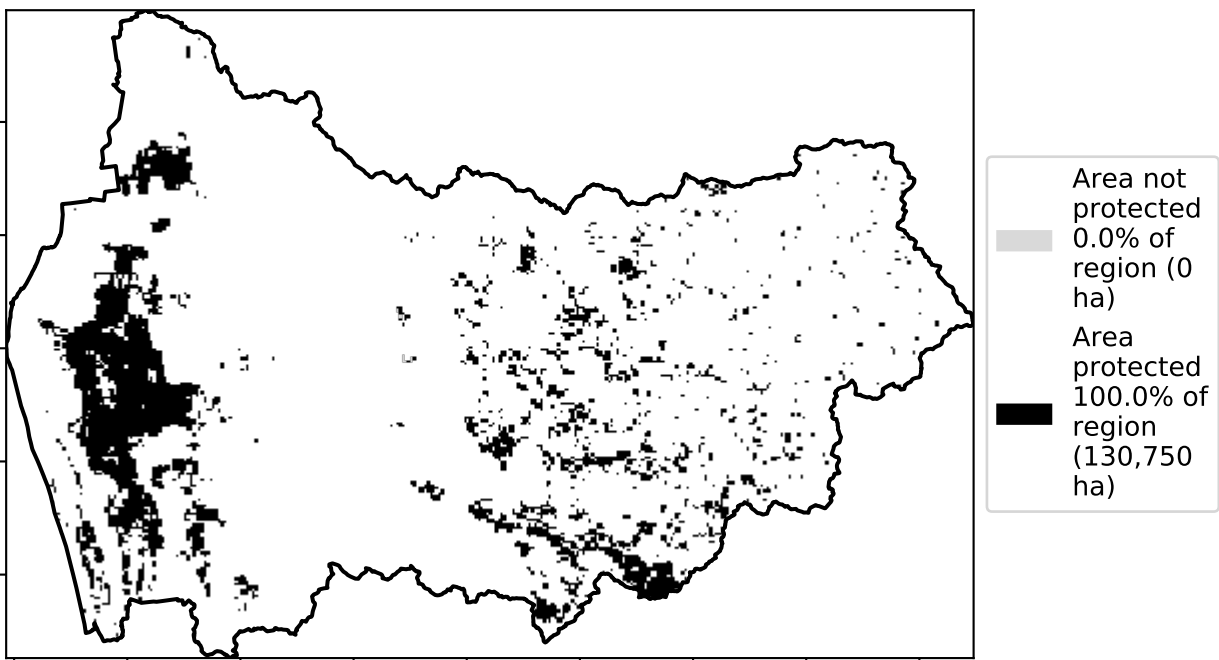 Area not
protected
0.0% of
region (0
ha)
Area
protected
100.0% of
region
(130,750
ha)